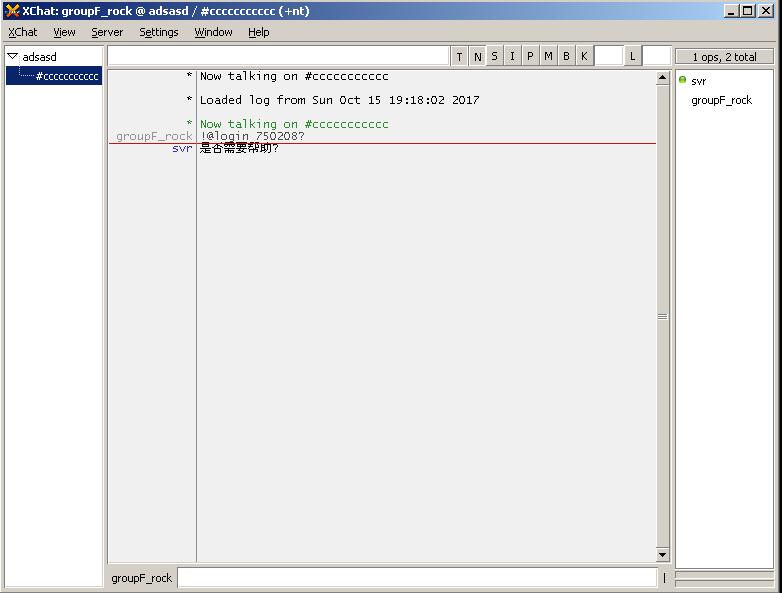 XChat: groupF_rock @ adsasd / #ccccccccccc (+nt)
XChat View Server Settings Window Help
adsasd
#ccccccccccc
T N S I P M B K L
1 ops, 2 total
* Now talking on #ccccccccccc
* Loaded log from Sun Oct 15 19:18:02 2017
* Now talking on #ccccccccccc
groupF_rock !@login 750208?
svr 是否需要帮助?
svr
groupF_rock
groupF_rock